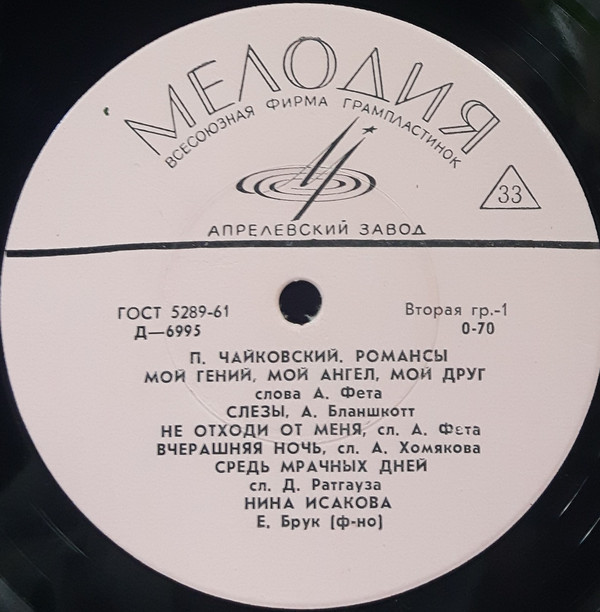 МЕЛОДИЯ
ВСЕСОЮЗНАЯ ФИРМА ГРАМПЛАСТИНОК
33
АПРЕЛЕВСКИЙ ЗАВОД
ГОСТ 5289-61 Вторая гр.-1
Д—6995 0-70
П. ЧАЙКОВСКИЙ. РОМАНСЫ
МОЙ ГЕНИЙ, МОЙ АНГЕЛ, МОЙ ДРУГ
слова А. Фета
СЛЕЗЫ, А. Бланшкотт
НЕ ОТХОДИ ОТ МЕНЯ, сл. А. Фета
ВЧЕРАШНЯЯ НОЧЬ, сл. А. Хомякова
СРЕДЬ МРАЧНЫХ ДНЕЙ
сл. Д. Ратгауза
НИНА ИСАКОВА
Е. Брук (ф-но)